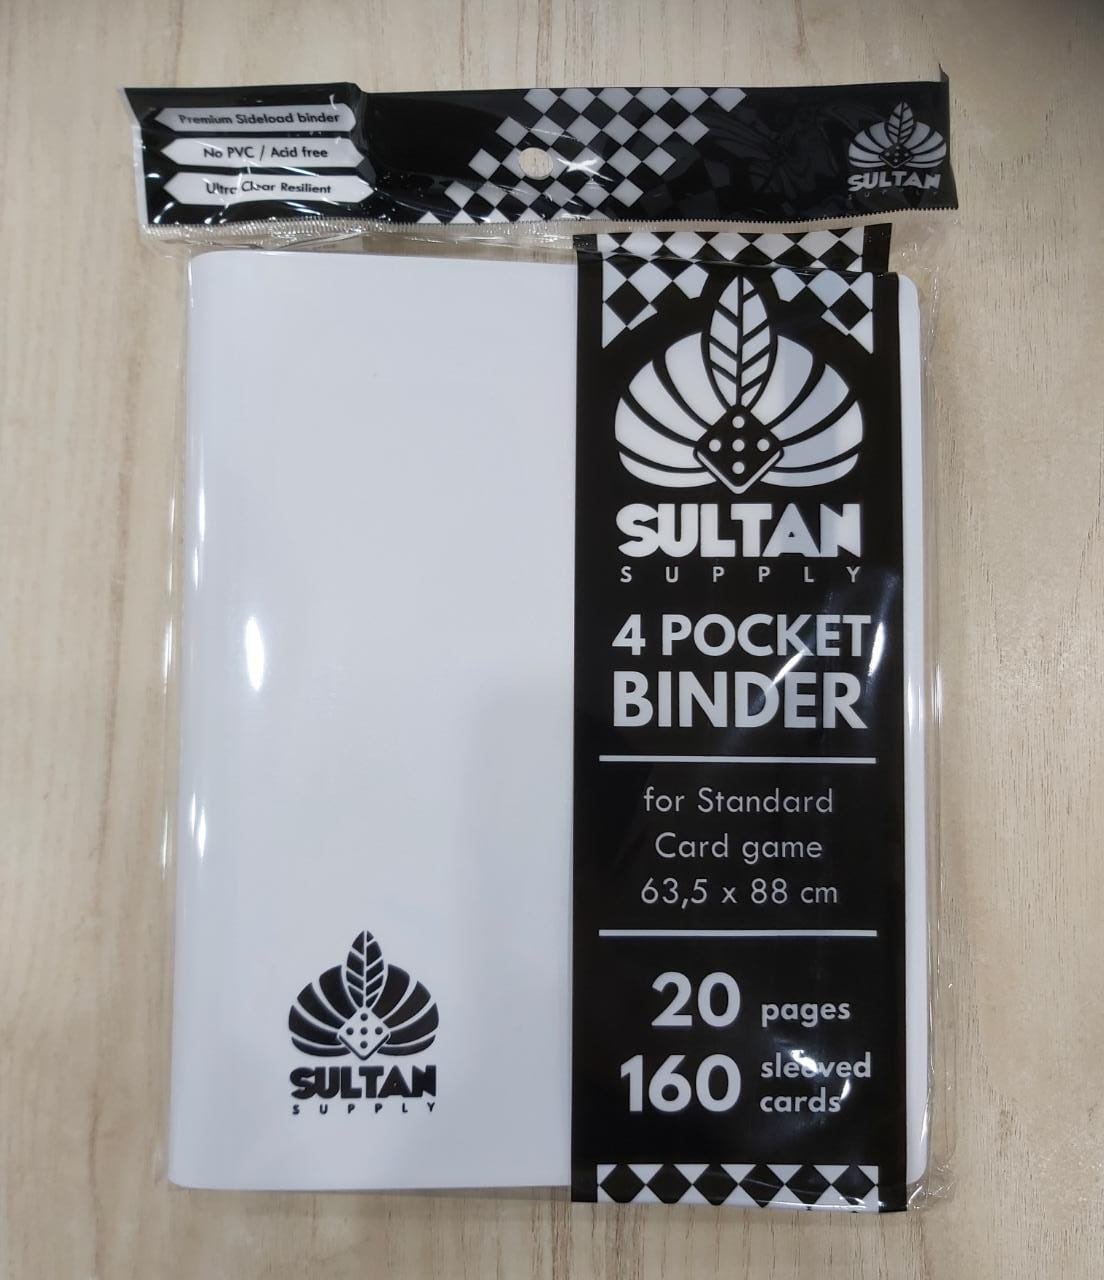 Premium Sideload binder
No PVC / Acid free
Ultra Clear Resilient
SULTAN
SUPPLY
SULTAN
SUPPLY
4 POCKET
BINDER
for Standard
Card game
63,5 x 88 cm
20 pages
160 sleeved
cards
SULTAN
SUPPLY